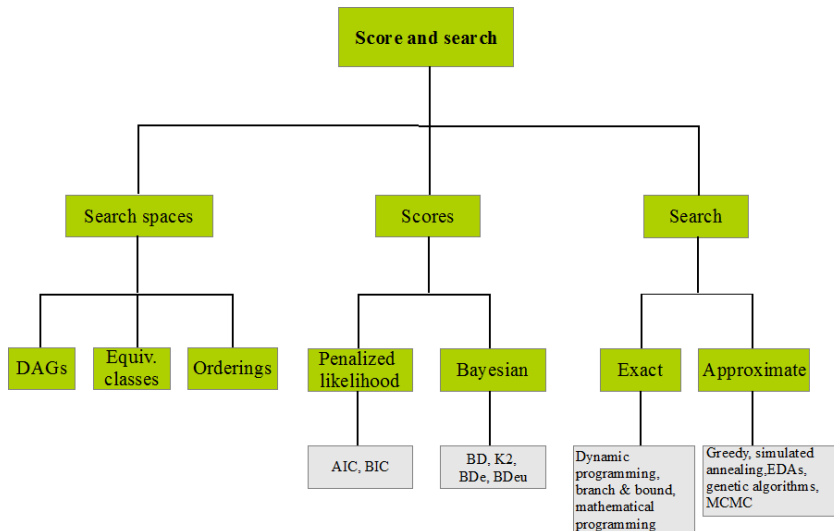 Score and search
Search spaces
Scores
Search
DAGs
Equiv.
classes
Orderings
Penalized
likelihood
Bayesian
Exact
Approximate
AIC, BIC
BD, K2,
BDe, BDeu
Dynamic
programming,
branch & bound,
mathematical
programming
Greedy, simulated
annealing,EDAs,
genetic algorithms,
MCMC